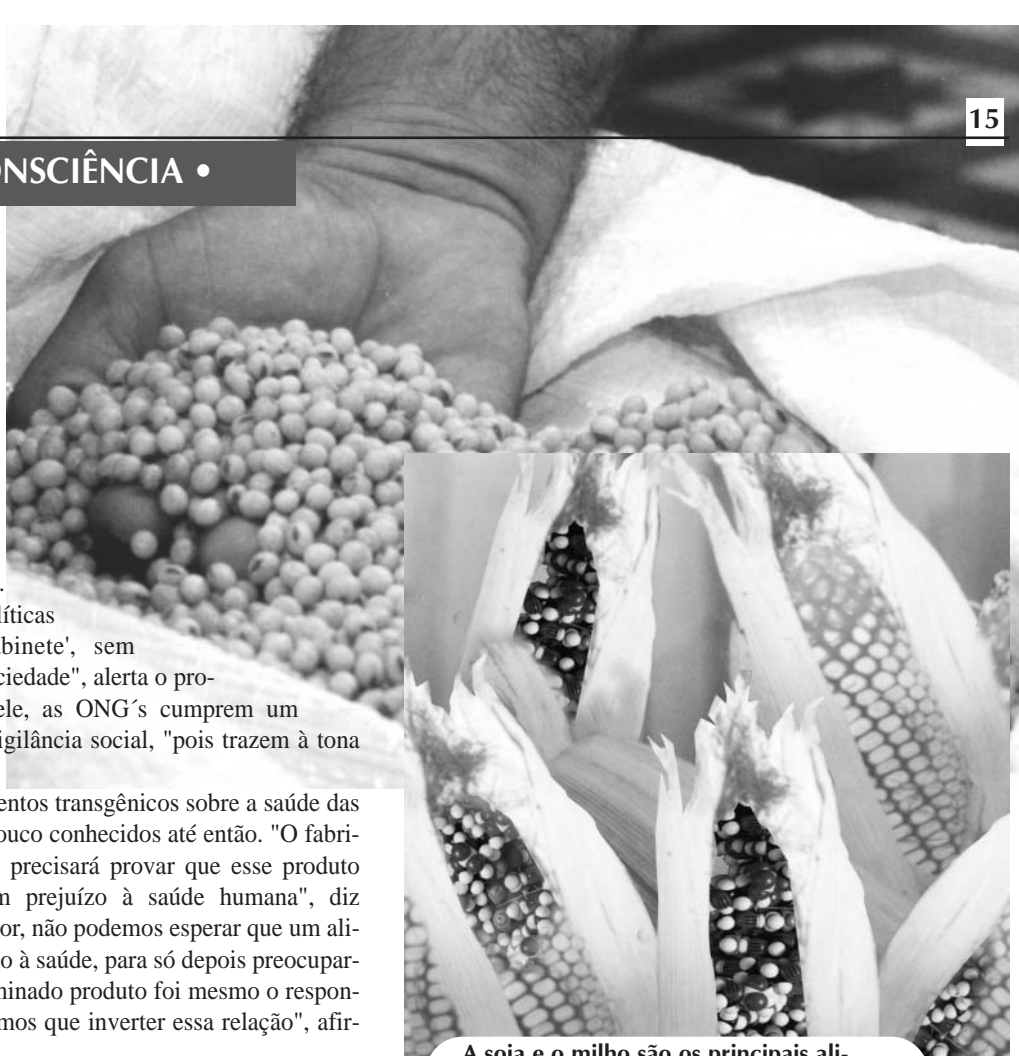 15
NSCIÊNCIA •
.
líticas
binete', sem
ciedade", alerta o pro-
ele, as ONG´s cumprem um
igilância social, "pois trazem à tona
entos transgênicos sobre a saúde das
ouco conhecidos até então. "O fabri-
precisará provar que esse produto
m prejuízo à saúde humana", diz
or, não podemos esperar que um ali-
o à saúde, para só depois preocupar-
minado produto foi mesmo o respon-
mos que inverter essa relação", afir-
A soja e o milho são os principais ali-